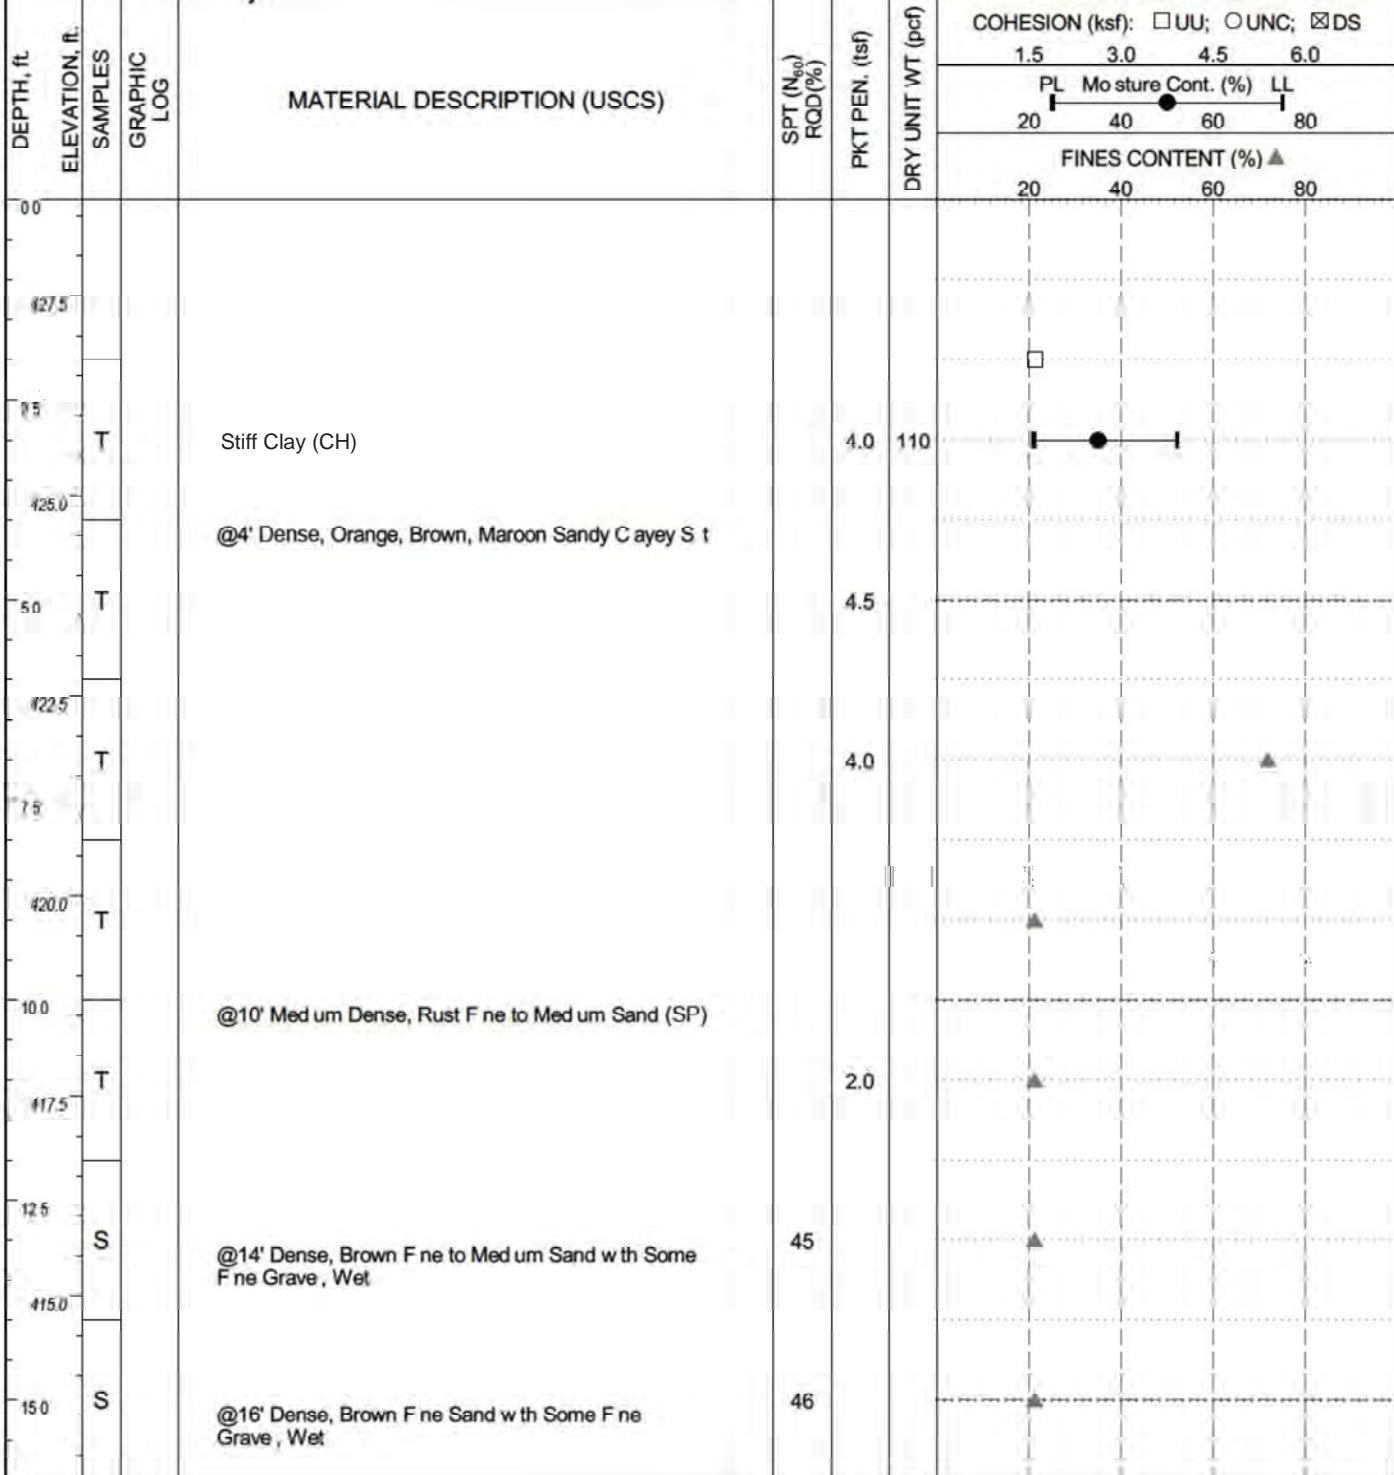 DEPTH, ft.
ELEVATION, ft.
SAMPLES
GRAPHIC
LOG
MATERIAL DESCRIPTION (USCS)
SPT (N60)
RQD(%)
PKT PEN. (tsf)
DRY UNIT WT (pcf)
COHESION (ksf): UU; UNC; DS
1.5 3.0 4.5 6.0
PL Mo sture Cont. (%) LL
20 40 60 80
FINES CONTENT (%)
20 40 60 80
0 0
427.5
2 5
T Stiff Clay (CH) 4.0 110
425.0
@4' Dense, Orange, Brown, Maroon Sandy C ayey S t
5 0 T 4.5
422.5
T 4.0
7 5
420.0
T
10 0
@10' Med um Dense, Rust F ne to Med um Sand (SP)
T 2.0
417.5
12 5
S 45
@14' Dense, Brown F ne to Med um Sand w th Some
F ne Grave , Wet
415.0
15 0 S 46
@16' Dense, Brown F ne Sand w th Some F ne
Grave , Wet